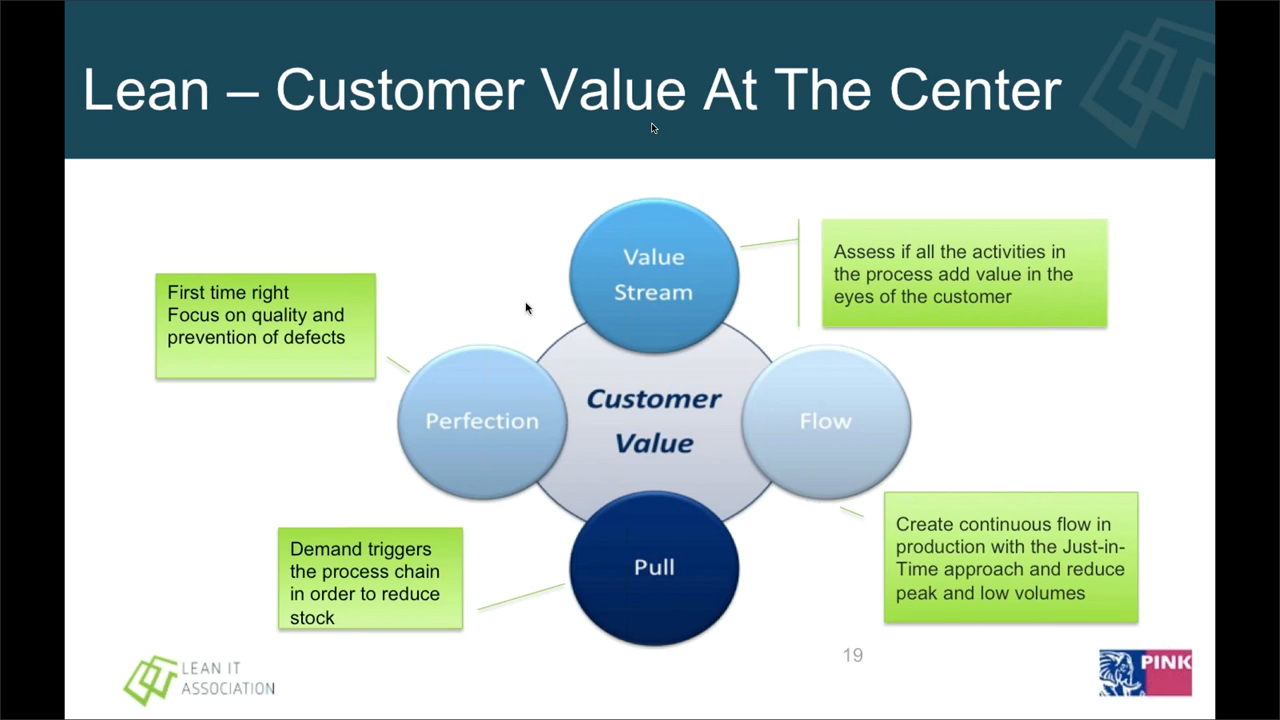 Lean – Customer Value At The Center
Value
Stream
Assess if all the activities in
the process add value in the
eyes of the customer
First time right
Focus on quality and
prevention of defects
Customer
Value
Perfection
Flow
Create continuous flow in
production with the Just-in-
Time approach and reduce
peak and low volumes
Demand triggers
the process chain
in order to reduce
stock
Pull
19
LEAN IT
ASSOCIATION
PINK